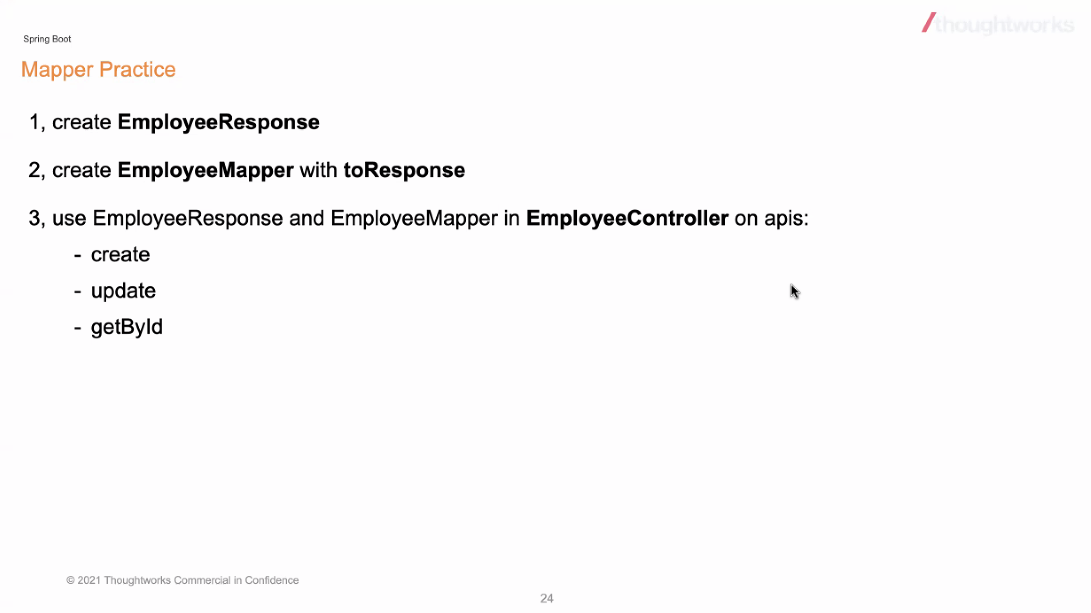 /thoughtworks
Spring Boot
Mapper Practice
1, create EmployeeResponse
2, create EmployeeMapper with toResponse
3, use EmployeeResponse and EmployeeMapper in EmployeeController on apis:
- create
- update
- getById
© 2021 Thoughtworks Commercial in Confidence
24